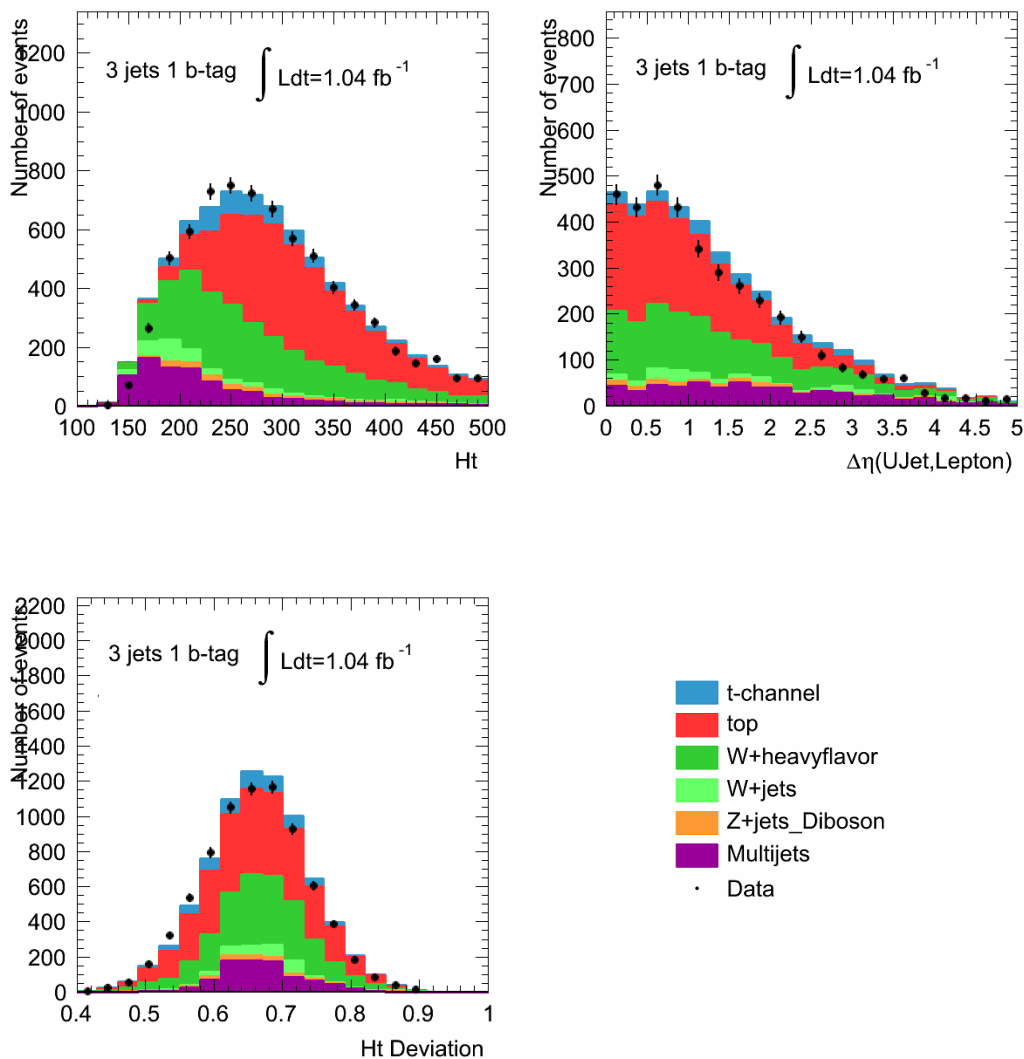 Number of events
1200
1000
800
600
400
200
0
3 jets 1 b-tag ∫ Ldt=1.04 fb⁻¹
100 150 200 250 300 350 400 450 500
Ht
Number of events
800
700
600
500
400
300
200
100
0
3 jets 1 b-tag ∫ Ldt=1.04 fb⁻¹
0 0.5 1 1.5 2 2.5 3 3.5 4 4.5 5
Δη(UJet,Lepton)
Number of events
2200
2000
1800
1600
1400
1200
1000
800
600
400
200
0
3 jets 1 b-tag ∫ Ldt=1.04 fb⁻¹
0.4 0.5 0.6 0.7 0.8 0.9 1
Ht Deviation
t-channel
top
W+heavyflavor
W+jets
Z+jets_Diboson
Multijets
Data